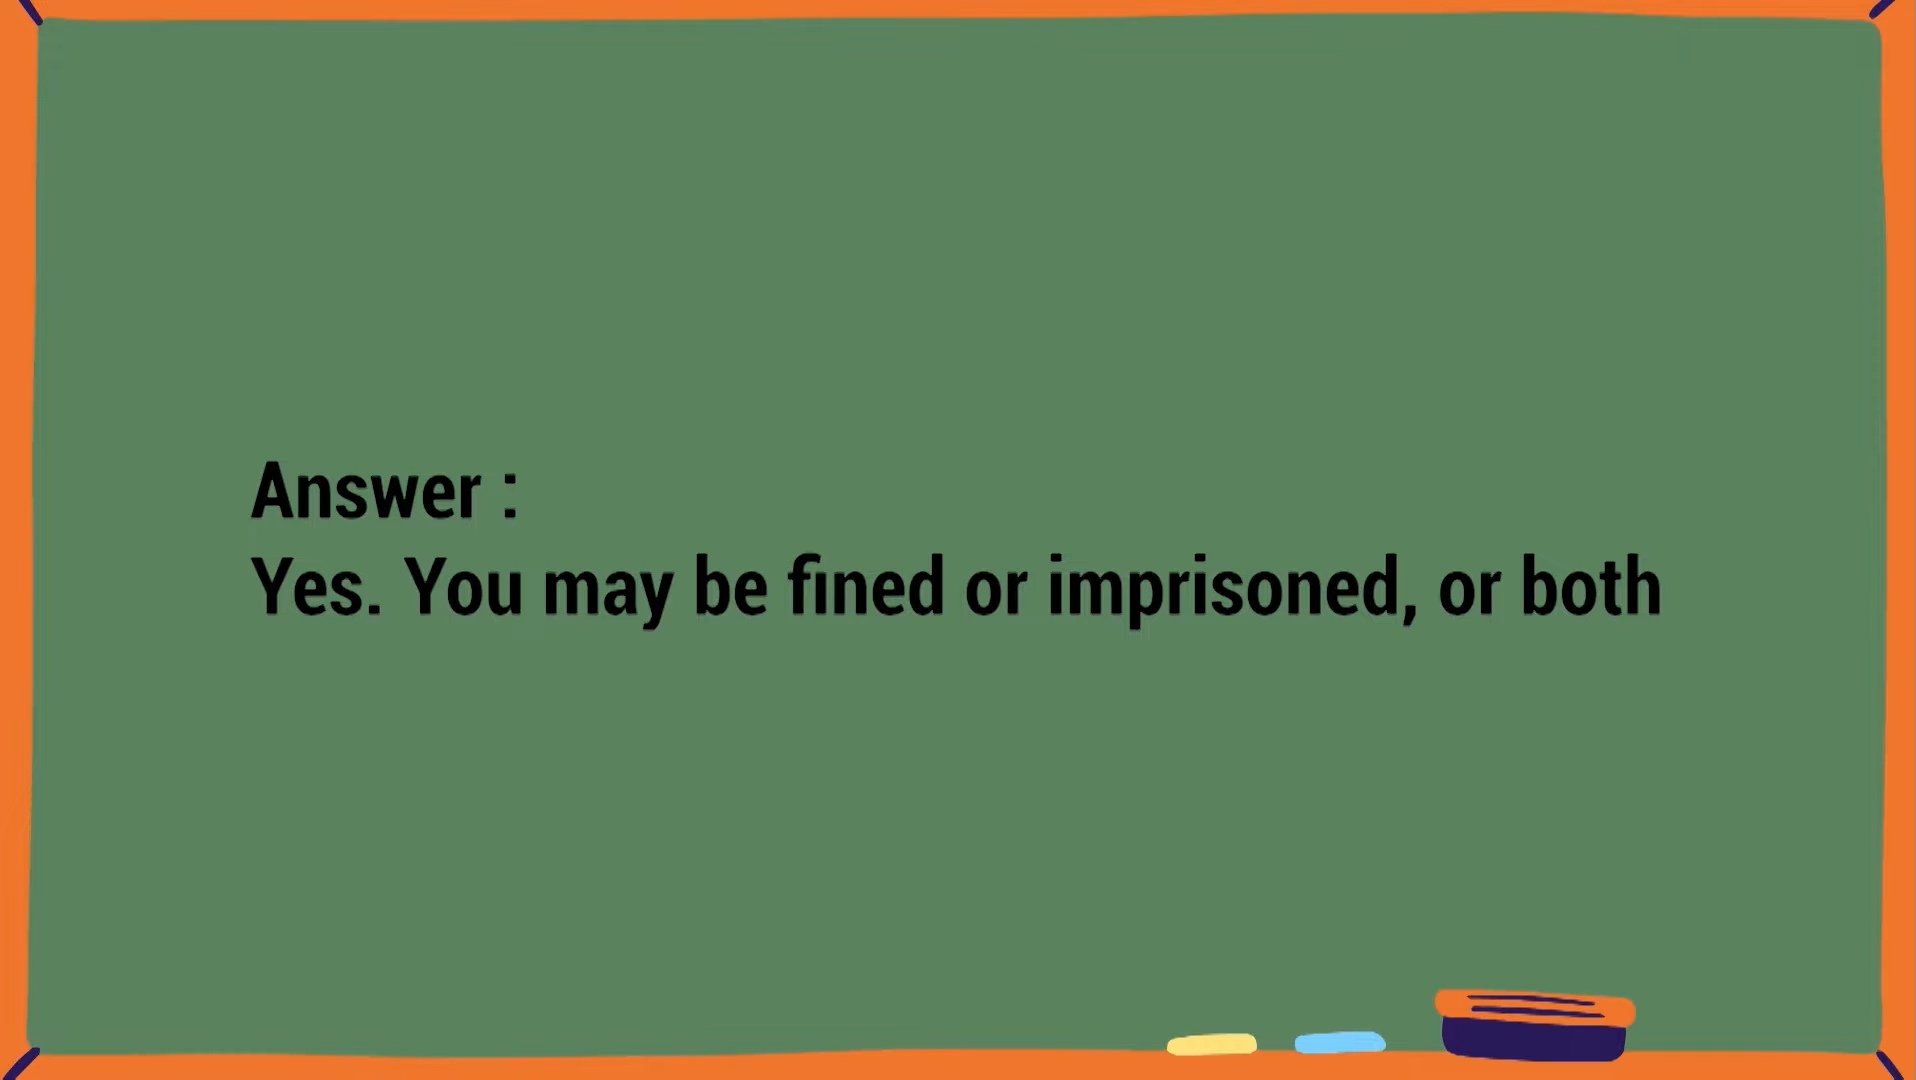 Answer :
Yes. You may be fined or imprisoned, or both